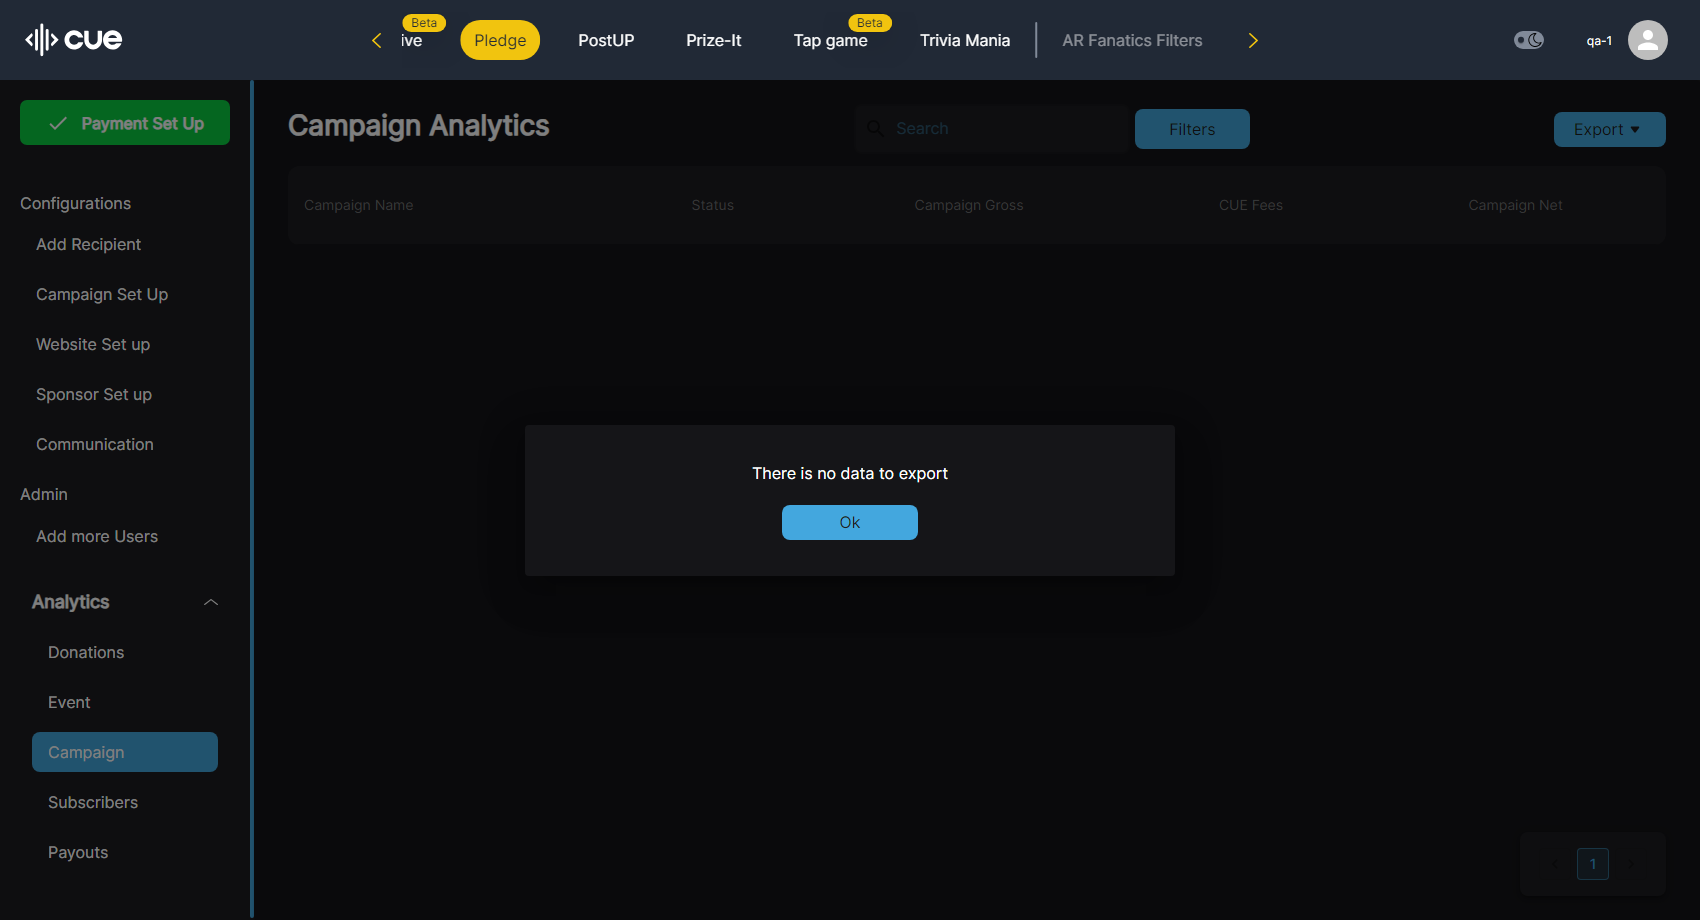 cue
ive
Beta
Pledge
PostUP
Prize-It
Tap game
Beta
Trivia Mania
AR Fanatics Filters
qa-1
Payment Set Up
Configurations
Add Recipient
Campaign Set Up
Website Set up
Sponsor Set up
Communication
Admin
Add more Users
Analytics
Donations
Event
Campaign
Subscribers
Payouts
Campaign Analytics
Search
Filters
Export
Campaign Name Status Campaign Gross CUE Fees Campaign Net
There is no data to export
Ok
1